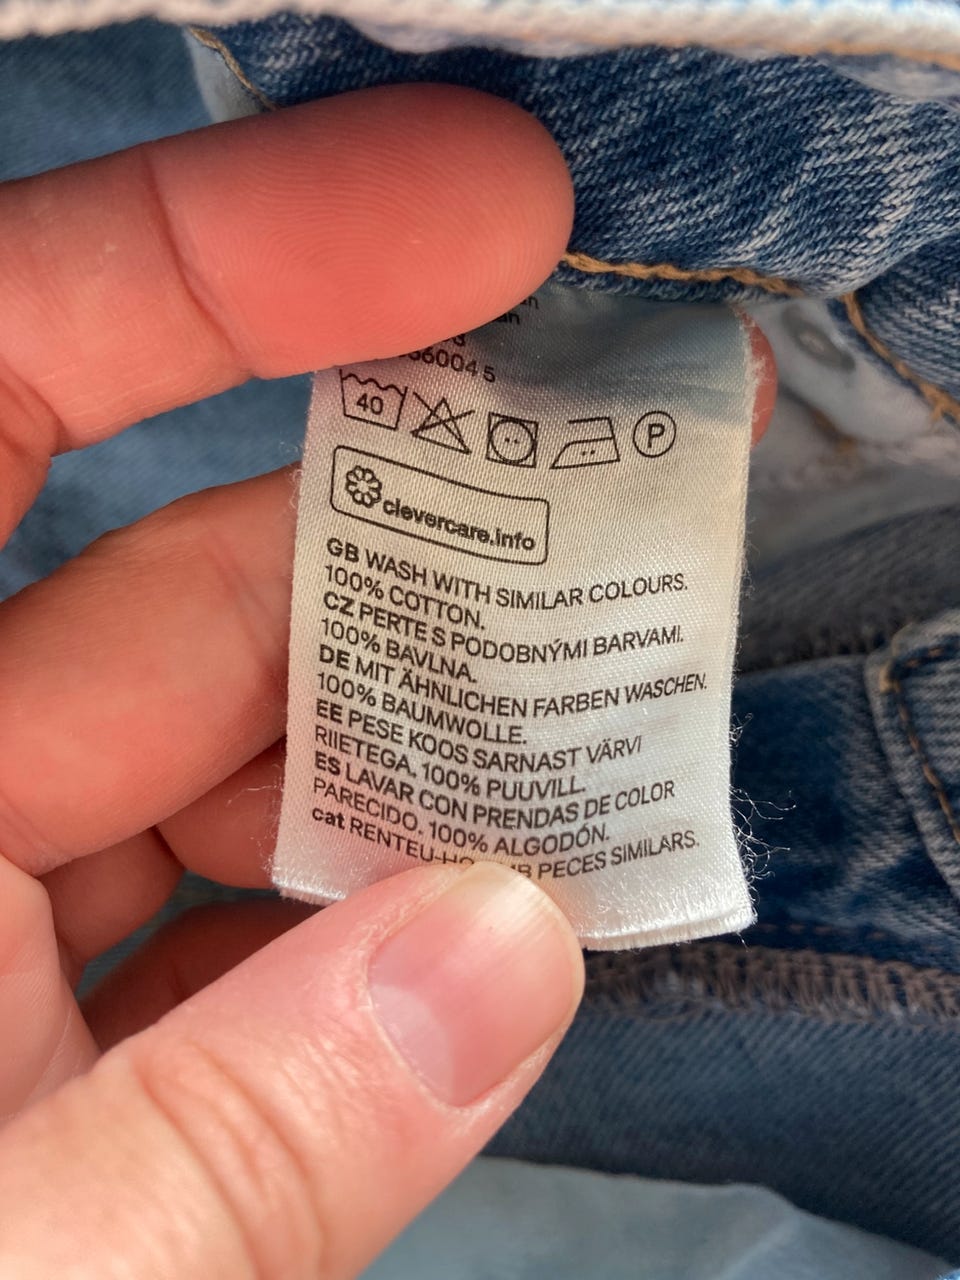 60045
40
P
clevercare.info
GB WASH WITH SIMILAR COLOURS.
100% COTTON.
CZ PERTE S PODOBNÝMI BARVAMI.
100% BAVLNA.
DE MIT ÄHNLICHEN FARBEN WASCHEN.
100% BAUMWOLLE.
EE PESE KOOS SARNAST VÄRVI
RIIETEGA. 100% PUUVILL.
ES LAVAR CON PRENDAS DE COLOR
PARECIDO. 100% ALGODÓN.
cat PECES SIMILARS.